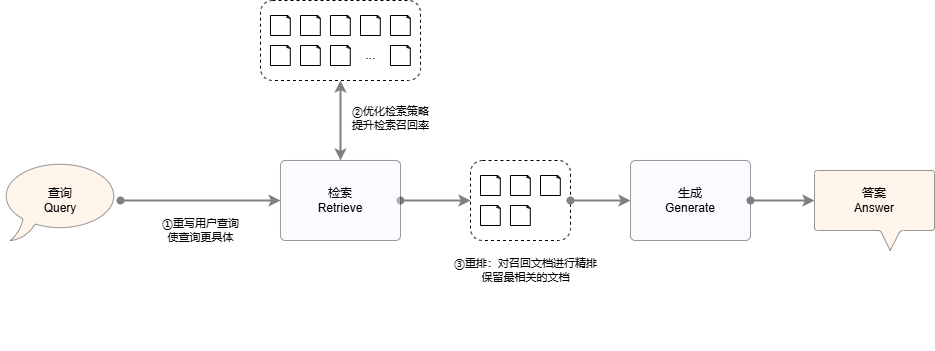 ...
②优化检索策略
提升检索召回率
查询
Query
①重写用户查询
使查询更具体
检索
Retrieve
③重排：对召回文档进行精排
保留最相关的文档
生成
Generate
答案
Answer